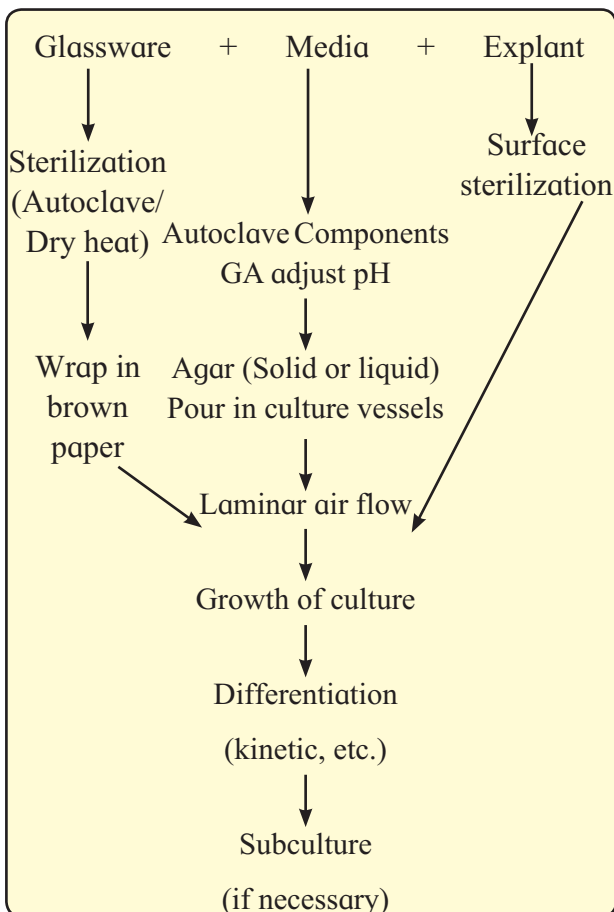 Glassware + Media + Explant
Sterilization
(Autoclave/
Dry heat)
Surface
sterilization
Autoclave Components
GA adjust pH
Wrap in
brown
paper
Agar (Solid or liquid)
Pour in culture vessels
Laminar air flow
Growth of culture
Differentiation
(kinetic, etc.)
Subculture
(if necessary)